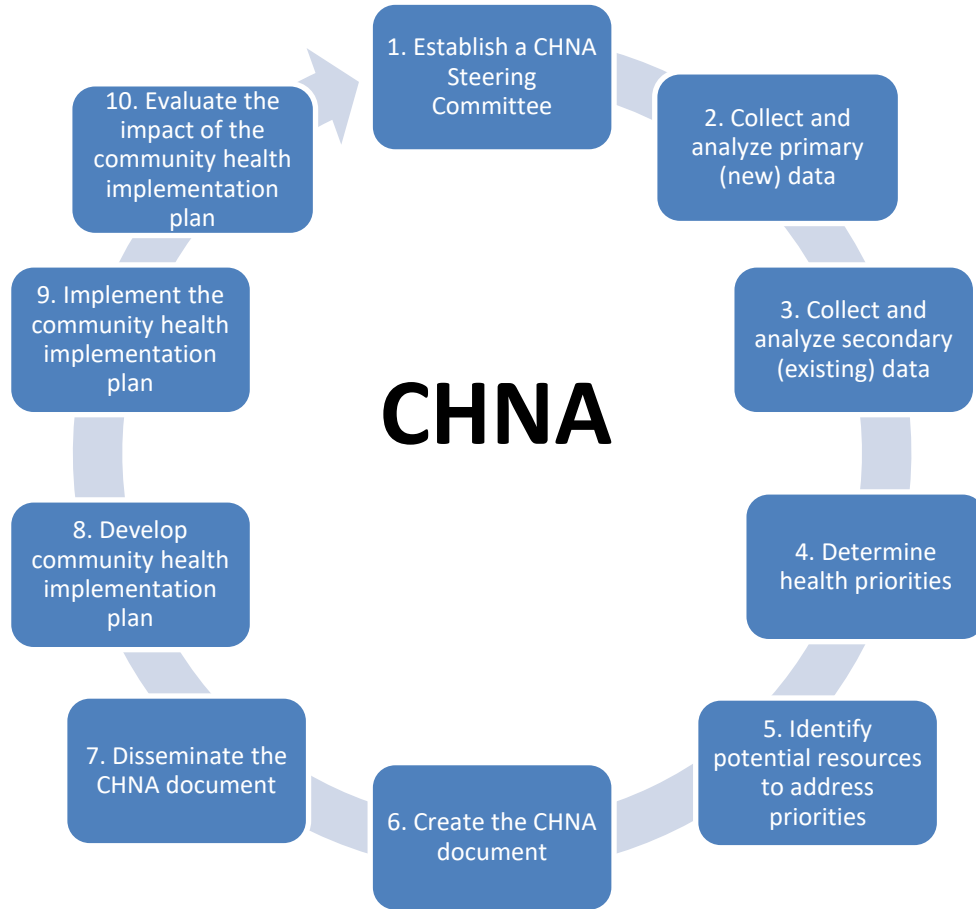 1. Establish a CHNA
Steering
Committee
2. Collect and
analyze primary
(new) data
3. Collect and
analyze secondary
(existing) data
4. Determine
health priorities
5. Identify
potential resources
to address
priorities
6. Create the CHNA
document
7. Disseminate the
CHNA document
8. Develop
community health
implementation
plan
9. Implement the
community health
implementation
plan
10. Evaluate the
impact of the
community health
implementation
plan
CHNA